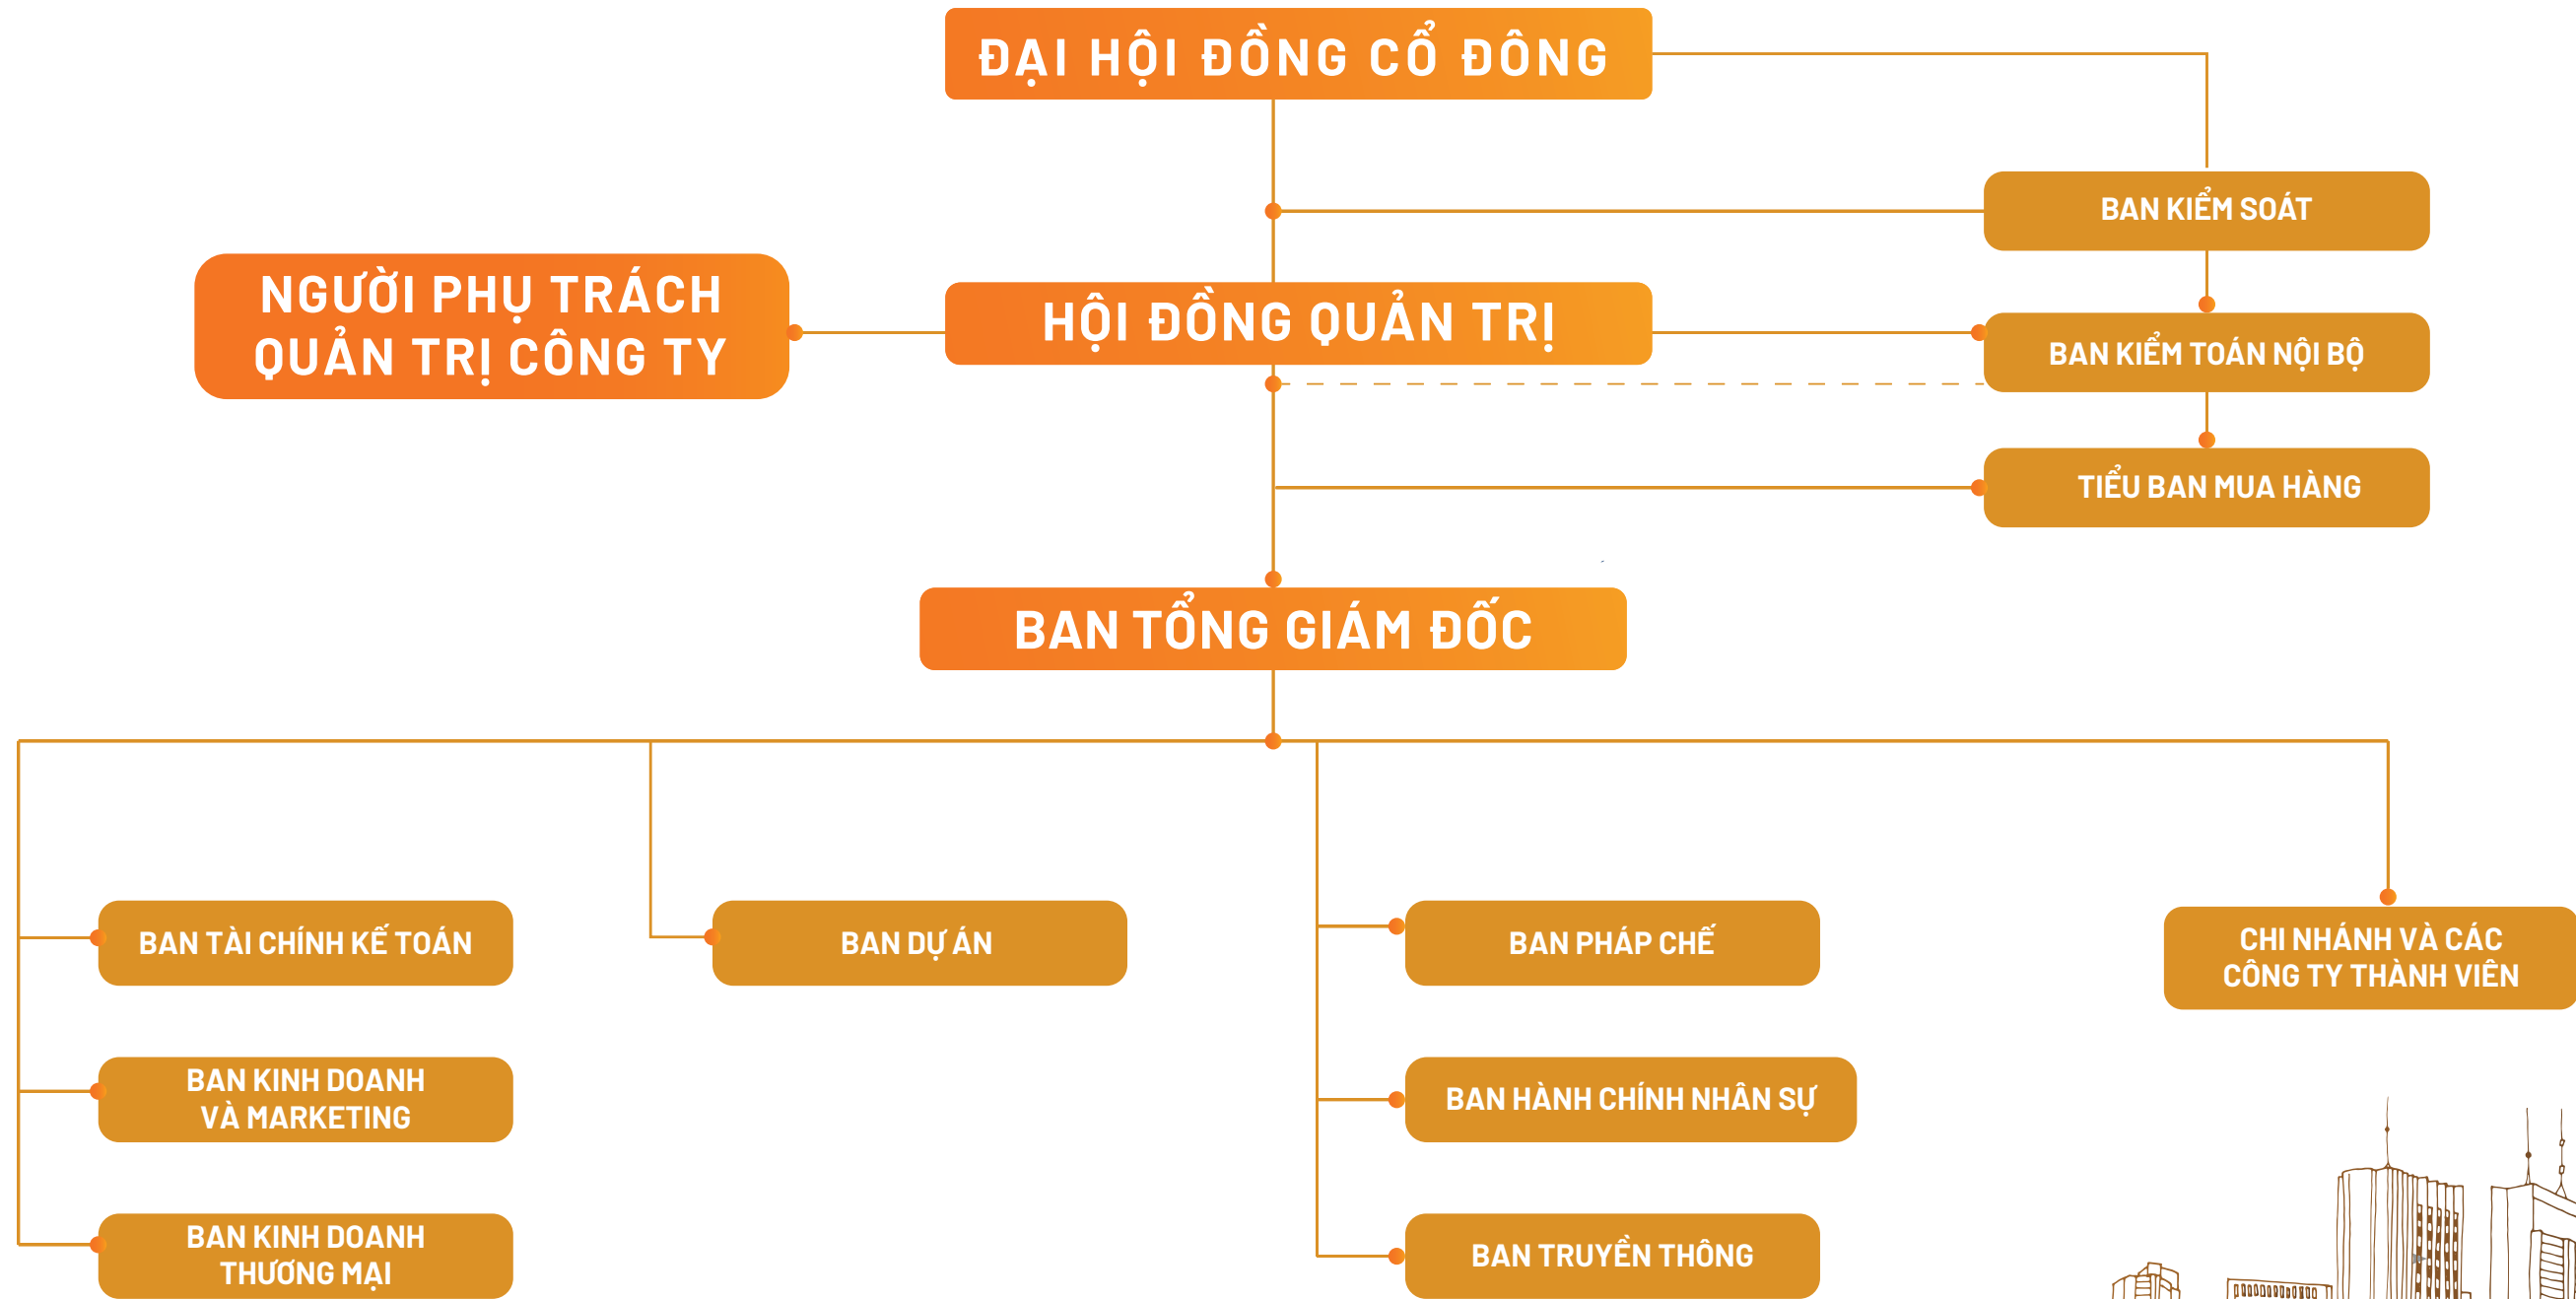 ĐẠI HỘI ĐỒNG CỔ ĐÔNG
BAN KIỂM SOÁT
NGƯỜI PHỤ TRÁCH
QUẢN TRỊ CÔNG TY
HỘI ĐỒNG QUẢN TRỊ
BAN KIỂM TOÁN NỘI BỘ
TIỂU BAN MUA HÀNG
BAN TỔNG GIÁM ĐỐC
BAN TÀI CHÍNH KẾ TOÁN
BAN DỰ ÁN
BAN PHÁP CHẾ
CHI NHÁNH VÀ CÁC
CÔNG TY THÀNH VIÊN
BAN KINH DOANH
VÀ MARKETING
BAN HÀNH CHÍNH NHÂN SỰ
BAN KINH DOANH
THƯƠNG MẠI
BAN TRUYỀN THÔNG